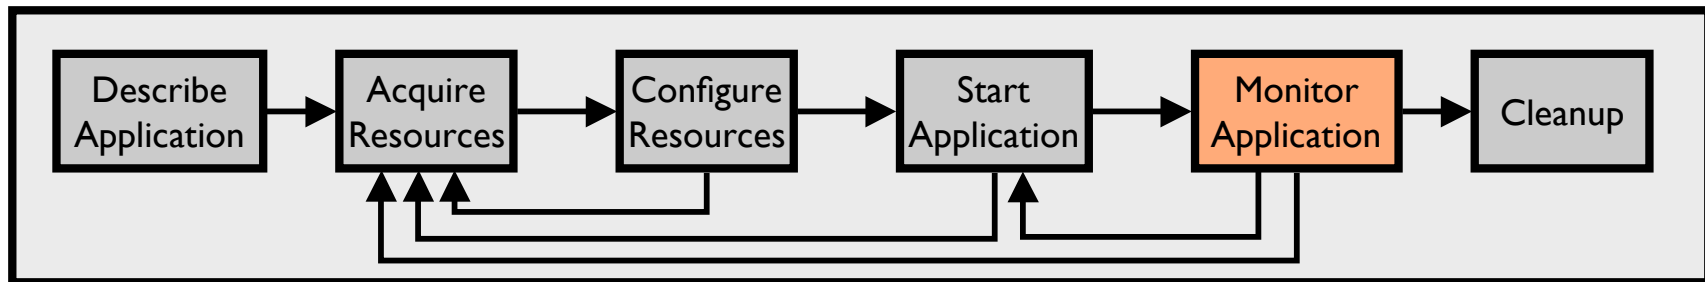 Describe
Application
Acquire
Resources
Configure
Resources
Start
Application
Monitor
Application
Cleanup